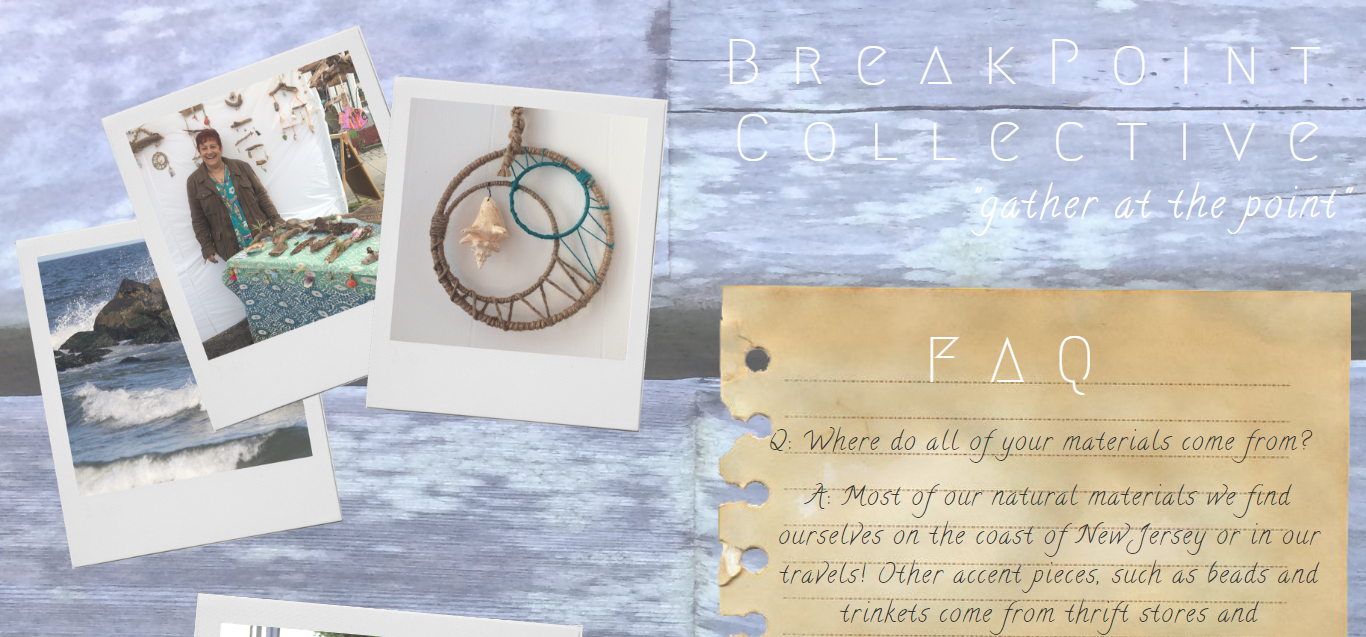 BreakPoint
Collective
"gather at the point"
FAQ
Q: Where do all of your materials come from?
A: Most of our natural materials we find
ourselves on the coast of New Jersey or in our
travels! Other accent pieces, such as beads and
trinkets come from thrift stores and